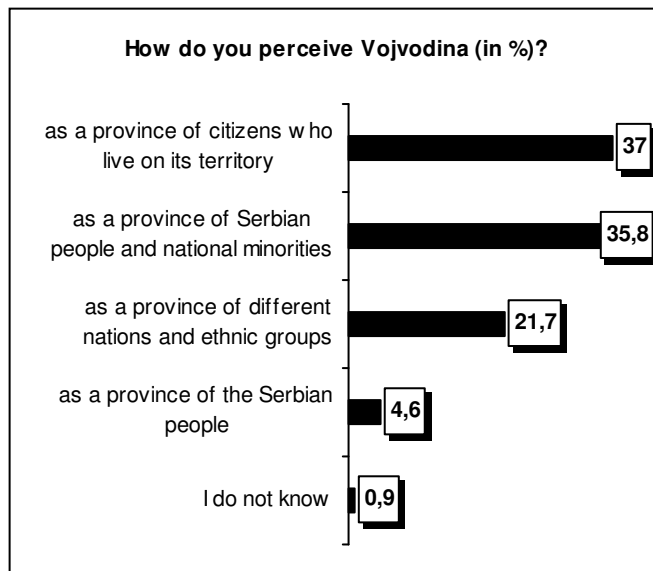 How do you perceive Vojvodina (in %)?
as a province of citizens who
live on its territory
37
as a province of Serbian
people and national minorities
35,8
as a province of different
nations and ethnic groups
21,7
as a province of the Serbian
people
4,6
I do not know
0,9